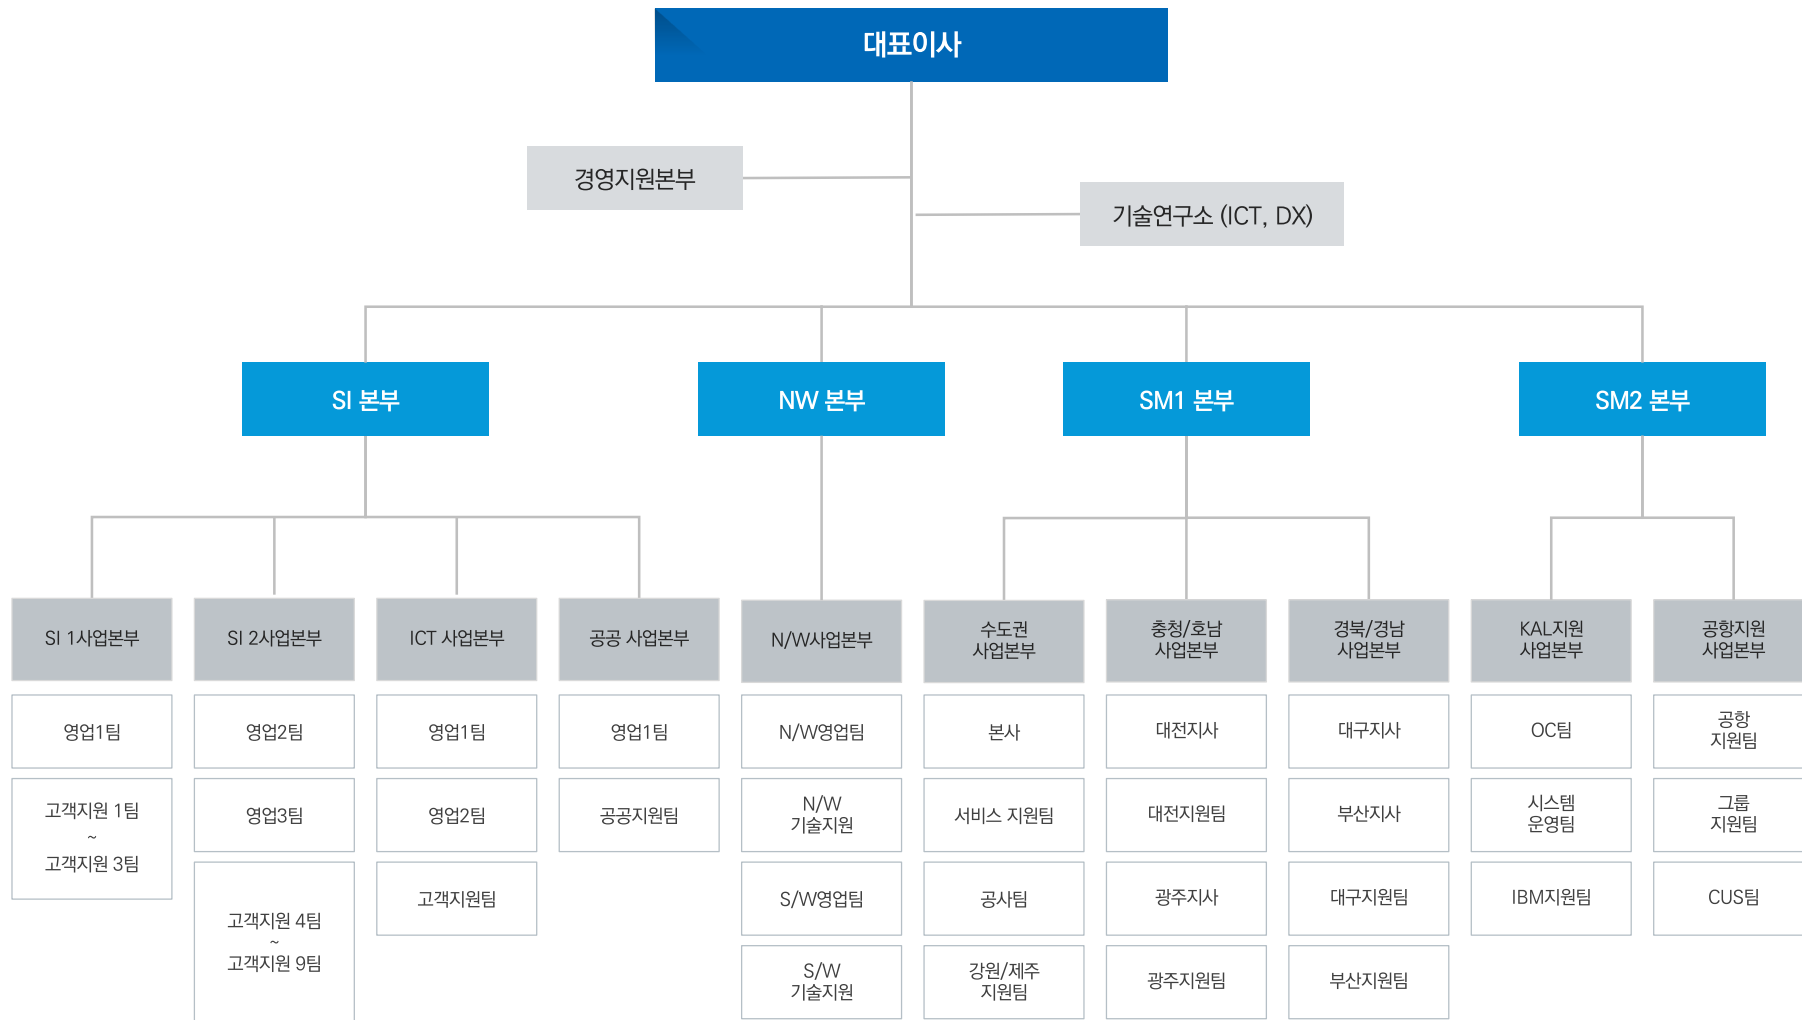 대표이사
경영지원본부
기술연구소 (ICT, DX)
SI 본부
NW 본부
SM1 본부
SM2 본부
SI 1사업본부
영업1팀
고객지원 1팀
~
고객지원 3팀
SI 2사업본부
영업2팀
영업3팀
고객지원 4팀
~
고객지원 9팀
ICT 사업본부
영업1팀
영업2팀
고객지원팀
공공 사업본부
영업1팀
공공지원팀
N/W사업본부
N/W영업팀
N/W
기술지원
S/W영업팀
S/W
기술지원
수도권
사업본부
본사
서비스 지원팀
공사팀
강원/제주
지원팀
충청/호남
사업본부
대전지사
대전지원팀
광주지사
광주지원팀
경북/경남
사업본부
대구지사
부산지사
대구지원팀
부산지원팀
KAL지원
사업본부
OC팀
시스템
운영팀
IBM지원팀
공항지원
사업본부
공항
지원팀
그룹
지원팀
CUS팀